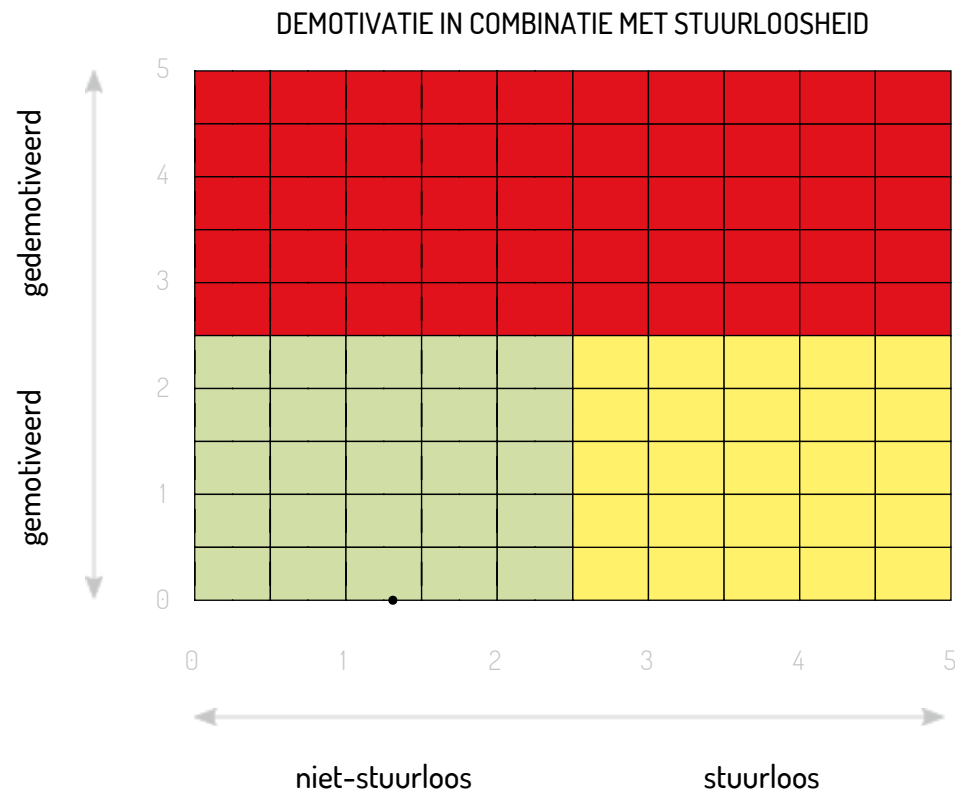 DEMOTIVATIE IN COMBINATIE MET STUURLOOSHEID
5
gedemotiveerd
4
3
2
gemotiveerd
1
0
0 1 2 3 4 5
niet-stuurloos stuurloos